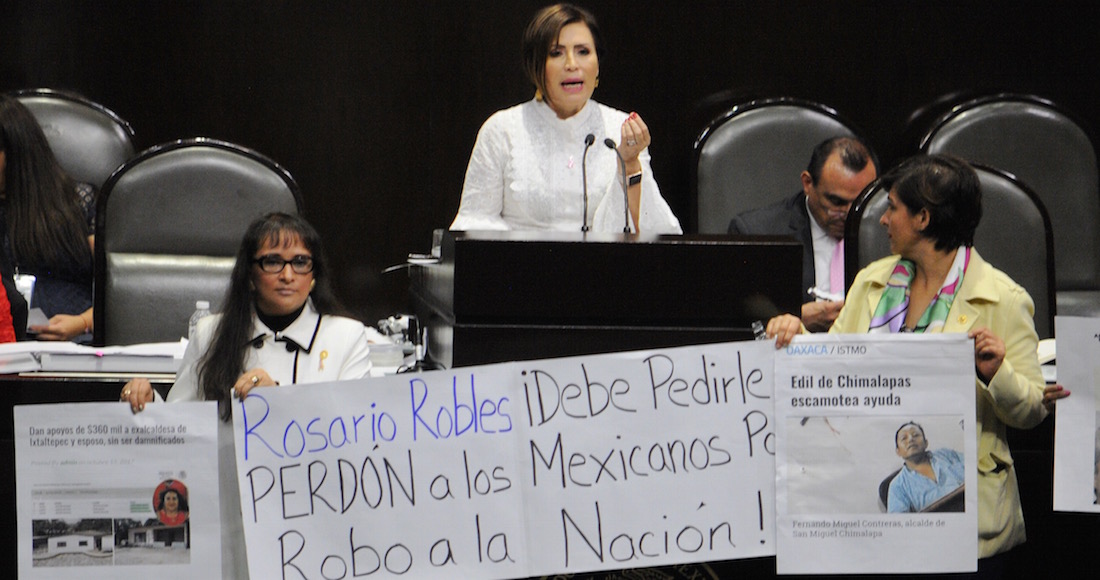 Dan apoyos de $360 mil a exalcaldesa de
Ixtaltepec y esposo, sin ser damnificados
Rosario Robles ¡Debe Pedirle
PERDÓN a los Mexicanos Po
Robo a la Nación!
OAXACA / ISTMO
Edil de Chimalapas
escamotea ayuda
Fernando Miguel Contreras, alcalde de
San Miguel Chimalapa